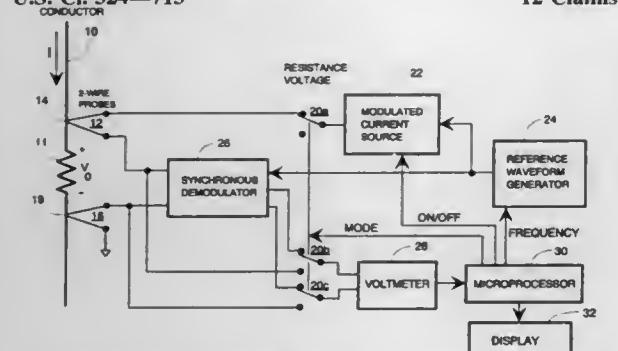 U.S. Cl. 324—713
12 Claims
CONDUCTOR
10
I
RESISTANCE
VOLTAGE
22
14
2-WIRE
PROBES
12
20a
MODULATED
CURRENT
SOURCE
24
11
26
V
0
SYNCHRONOUS
DEMODULATOR
REFERENCE
WAVEFORM
GENERATOR
19
18
MODE
ON/OFF
FREQUENCY
20b
28
30
20c
VOLTMETER
MICROPROCESSOR
32
DISPLAY